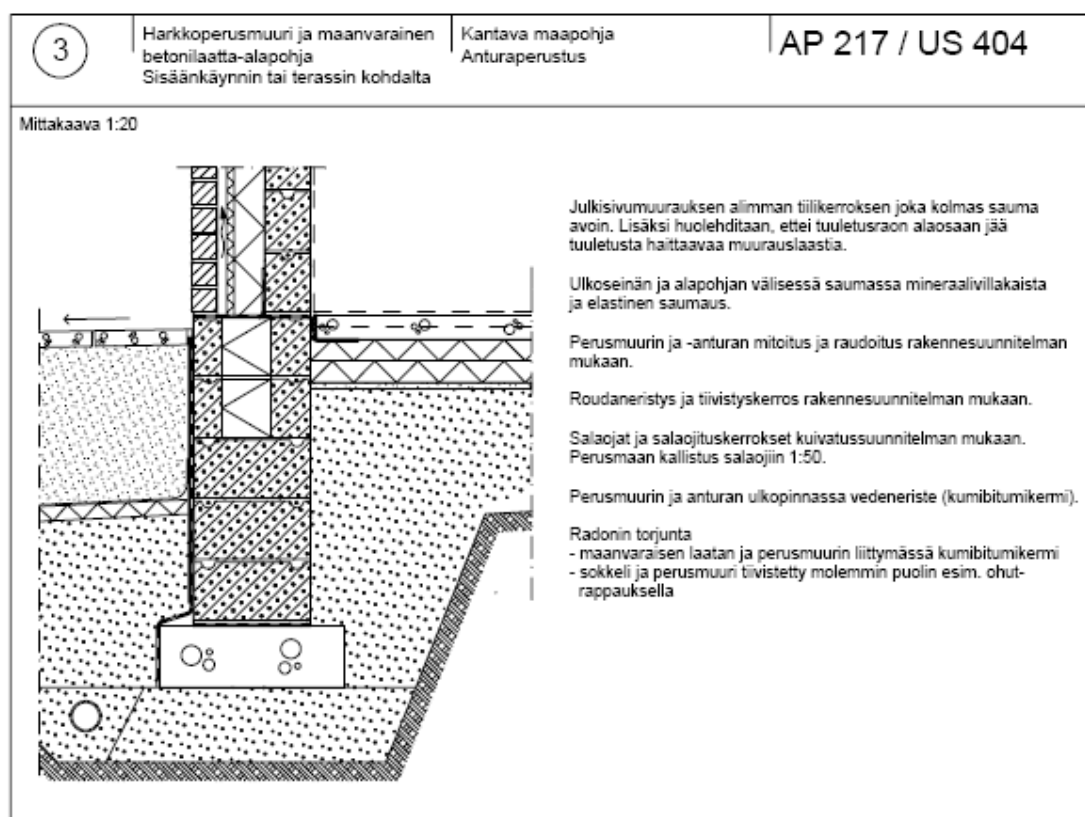 3
Harkkoperusmuuri ja maanvarainen
betonilaatta-alapohja
Sisäänkäynnin tai terassin kohdalta
Kantava maapohja
Anturaperustus
AP 217 / US 404
Mittakaava 1:20
Julkisivumuurauksen alimman tiilikerroksen joka kolmas sauma
avoin. Lisäksi huolehditaan, ettei tuuletusraon alaosaan jää
tuuletusta haittaavaa muurauslaastia.
Ulkoseinän ja alapohjan välisessä saumassa mineraalivillakaista
ja elastinen saumaus.
Perusmuurin ja -anturan mitoitus ja raudoitus rakennesuunnitelman
mukaan.
Roudaneristys ja tiivistyskerros rakennesuunnitelman mukaan.
Salaojat ja salaojituskerrokset kuivatussuunnitelman mukaan.
Perusmaan kallistus salaojiin 1:50.
Perusmuurin ja anturan ulkopinnassa vedeneriste (kumibitumikermi).
Radonin torjunta
- maanvaraisen laatan ja perusmuurin liittymässä kumibitumikermi
- sokkeli ja perusmuuri tiivistetty molemmin puolin esim. ohut-
rappauksella